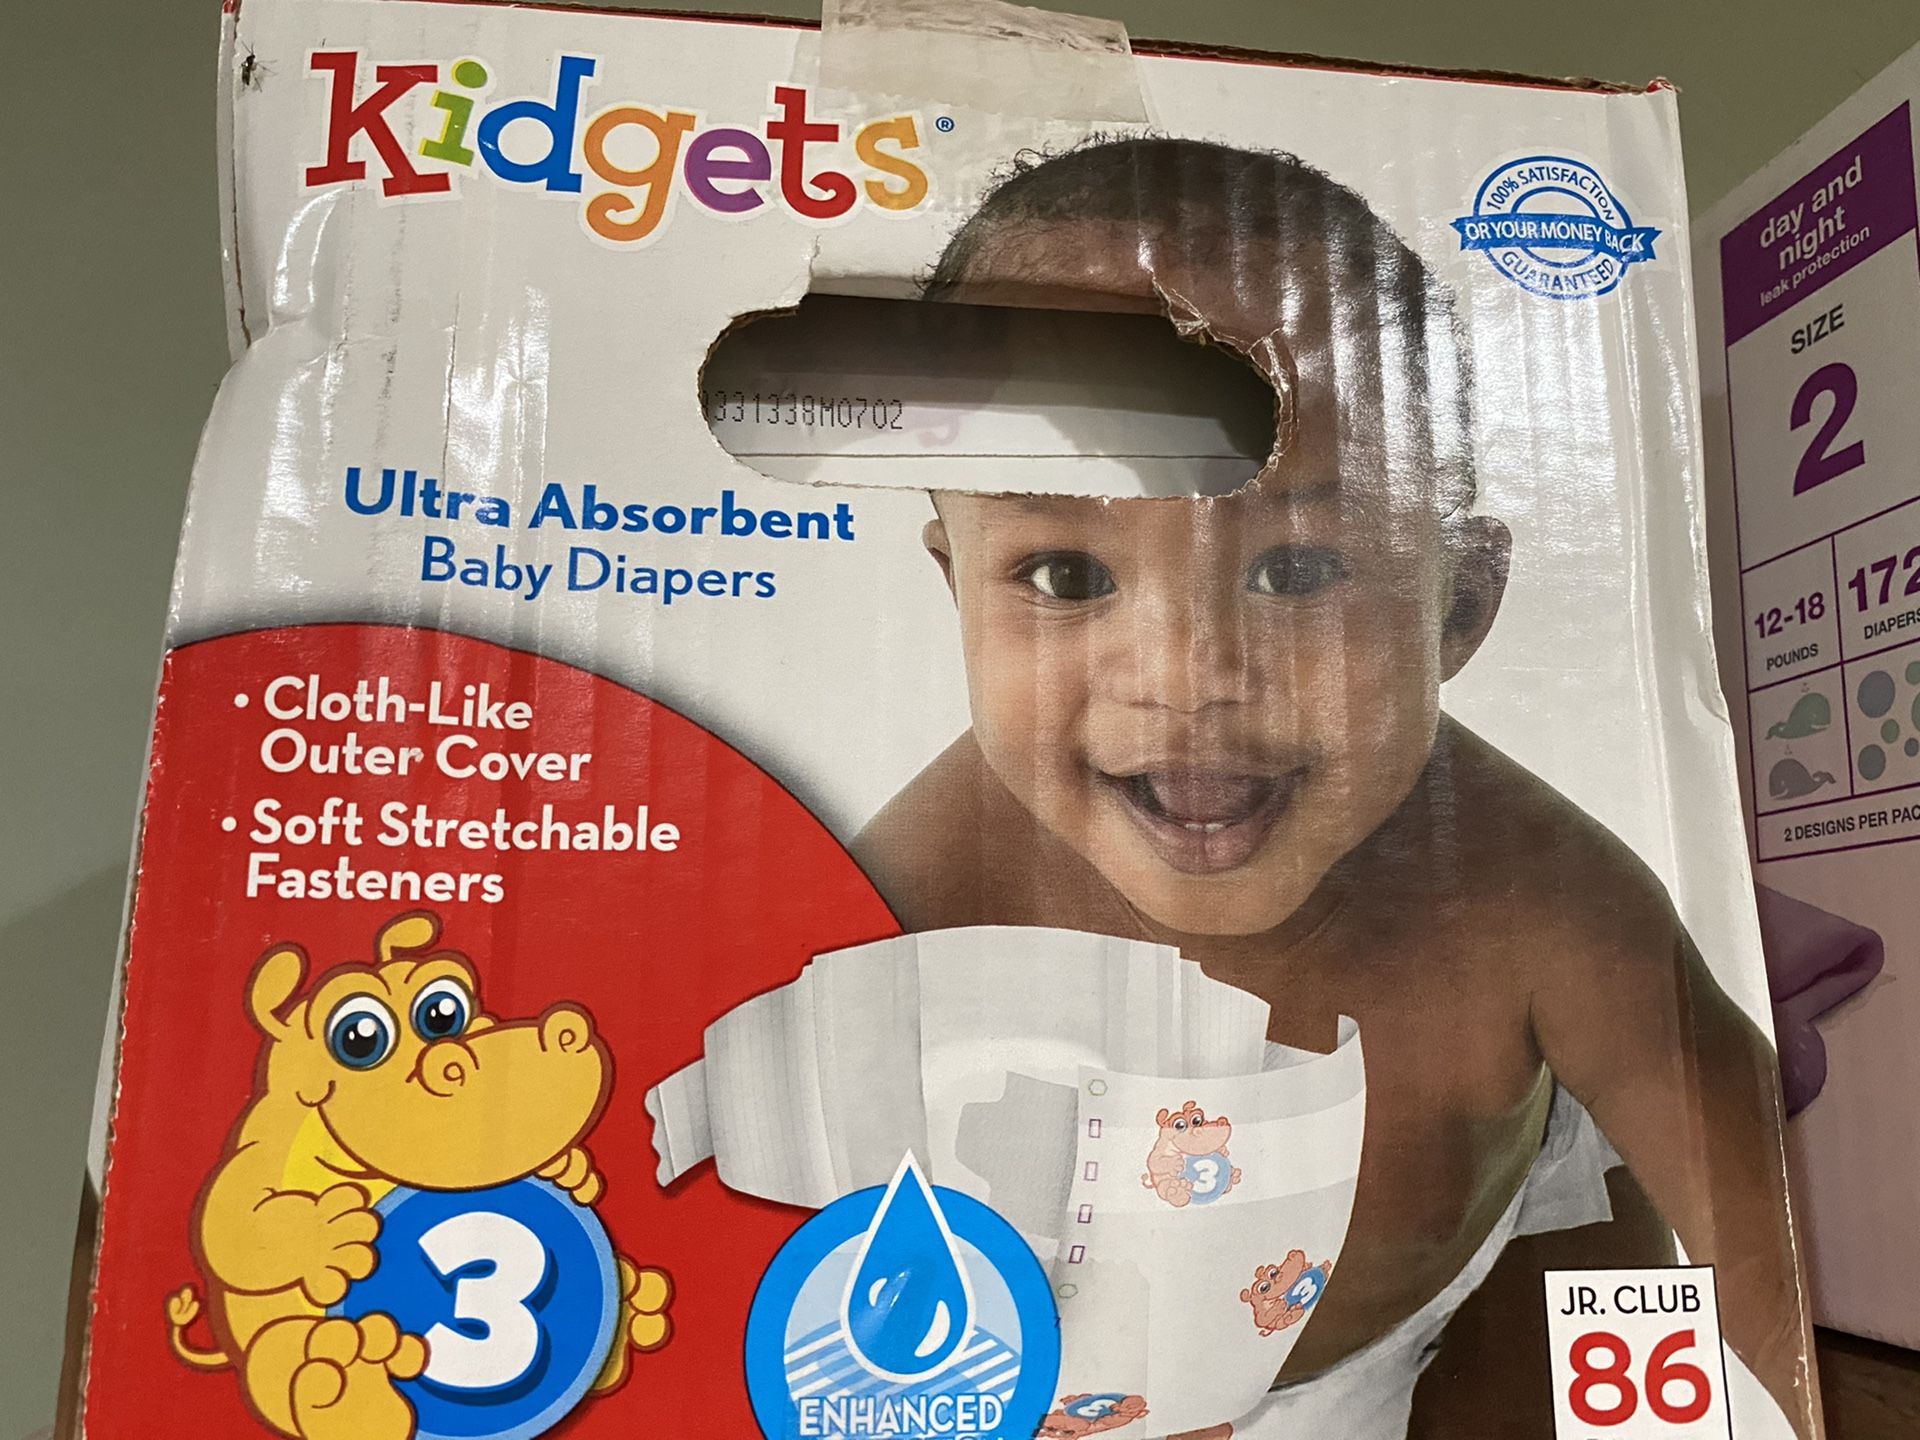 Kidgets®
100% SATISFACTION
OR YOUR MONEY BACK
GUARANTEED
331338M0702
Ultra Absorbent
Baby Diapers
• Cloth-Like
Outer Cover
• Soft Stretchable
Fasteners
3
3
3
ENHANCED
JR. CLUB
86
day and
night
leak protection
SIZE
2
12-18
POUNDS
172
DIAPERS
2 DESIGNS PER PAC